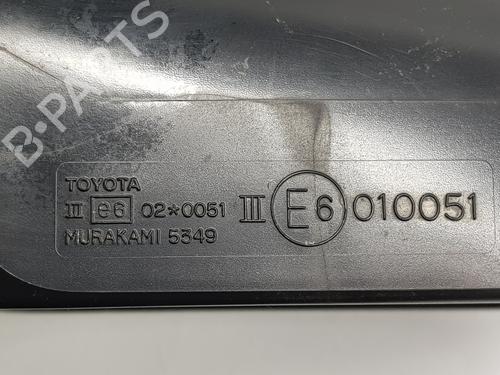 B-PARTS
TOYOTA
III e6 02*0051 III E6 010051
MURAKAMI 5349